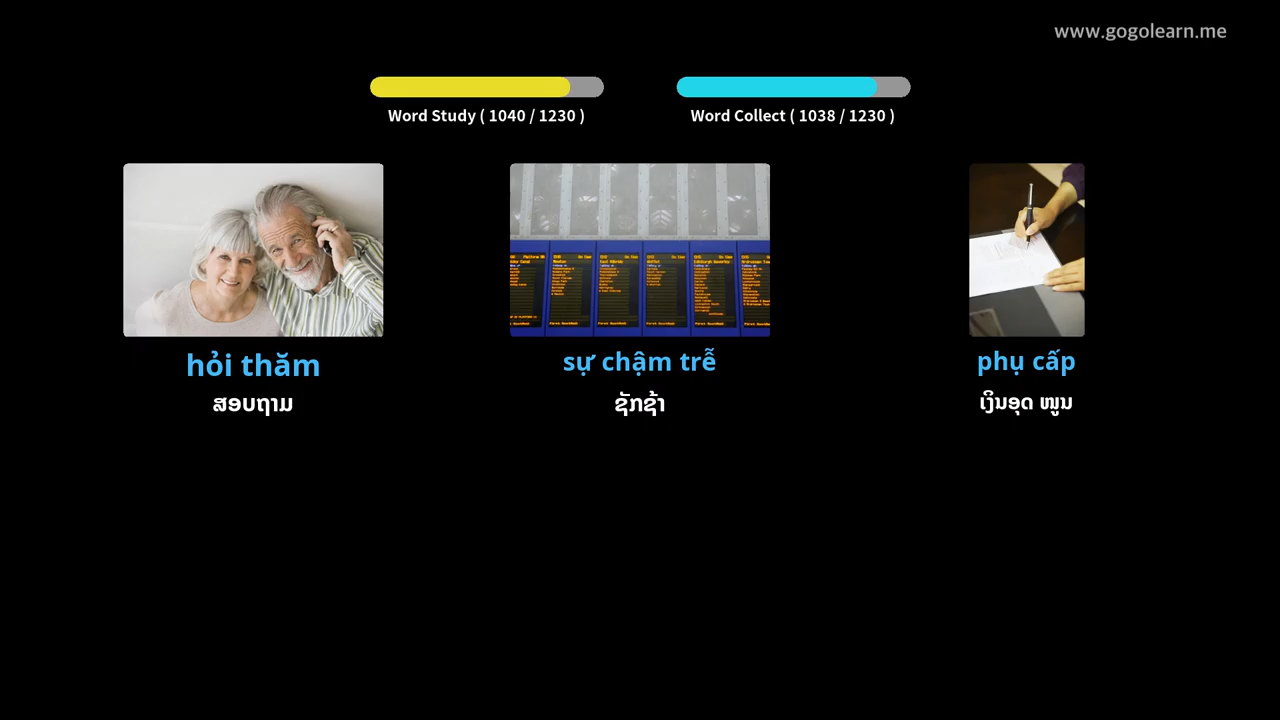 www.gogolearn.me
Word Study ( 1040 / 1230 )
Word Collect ( 1038 / 1230 )
hỏi thăm
ສອບຖາມ
sự chậm trễ
ຊັກຊ້າ
phụ cấp
ເງິນອຸດ ໜູນ